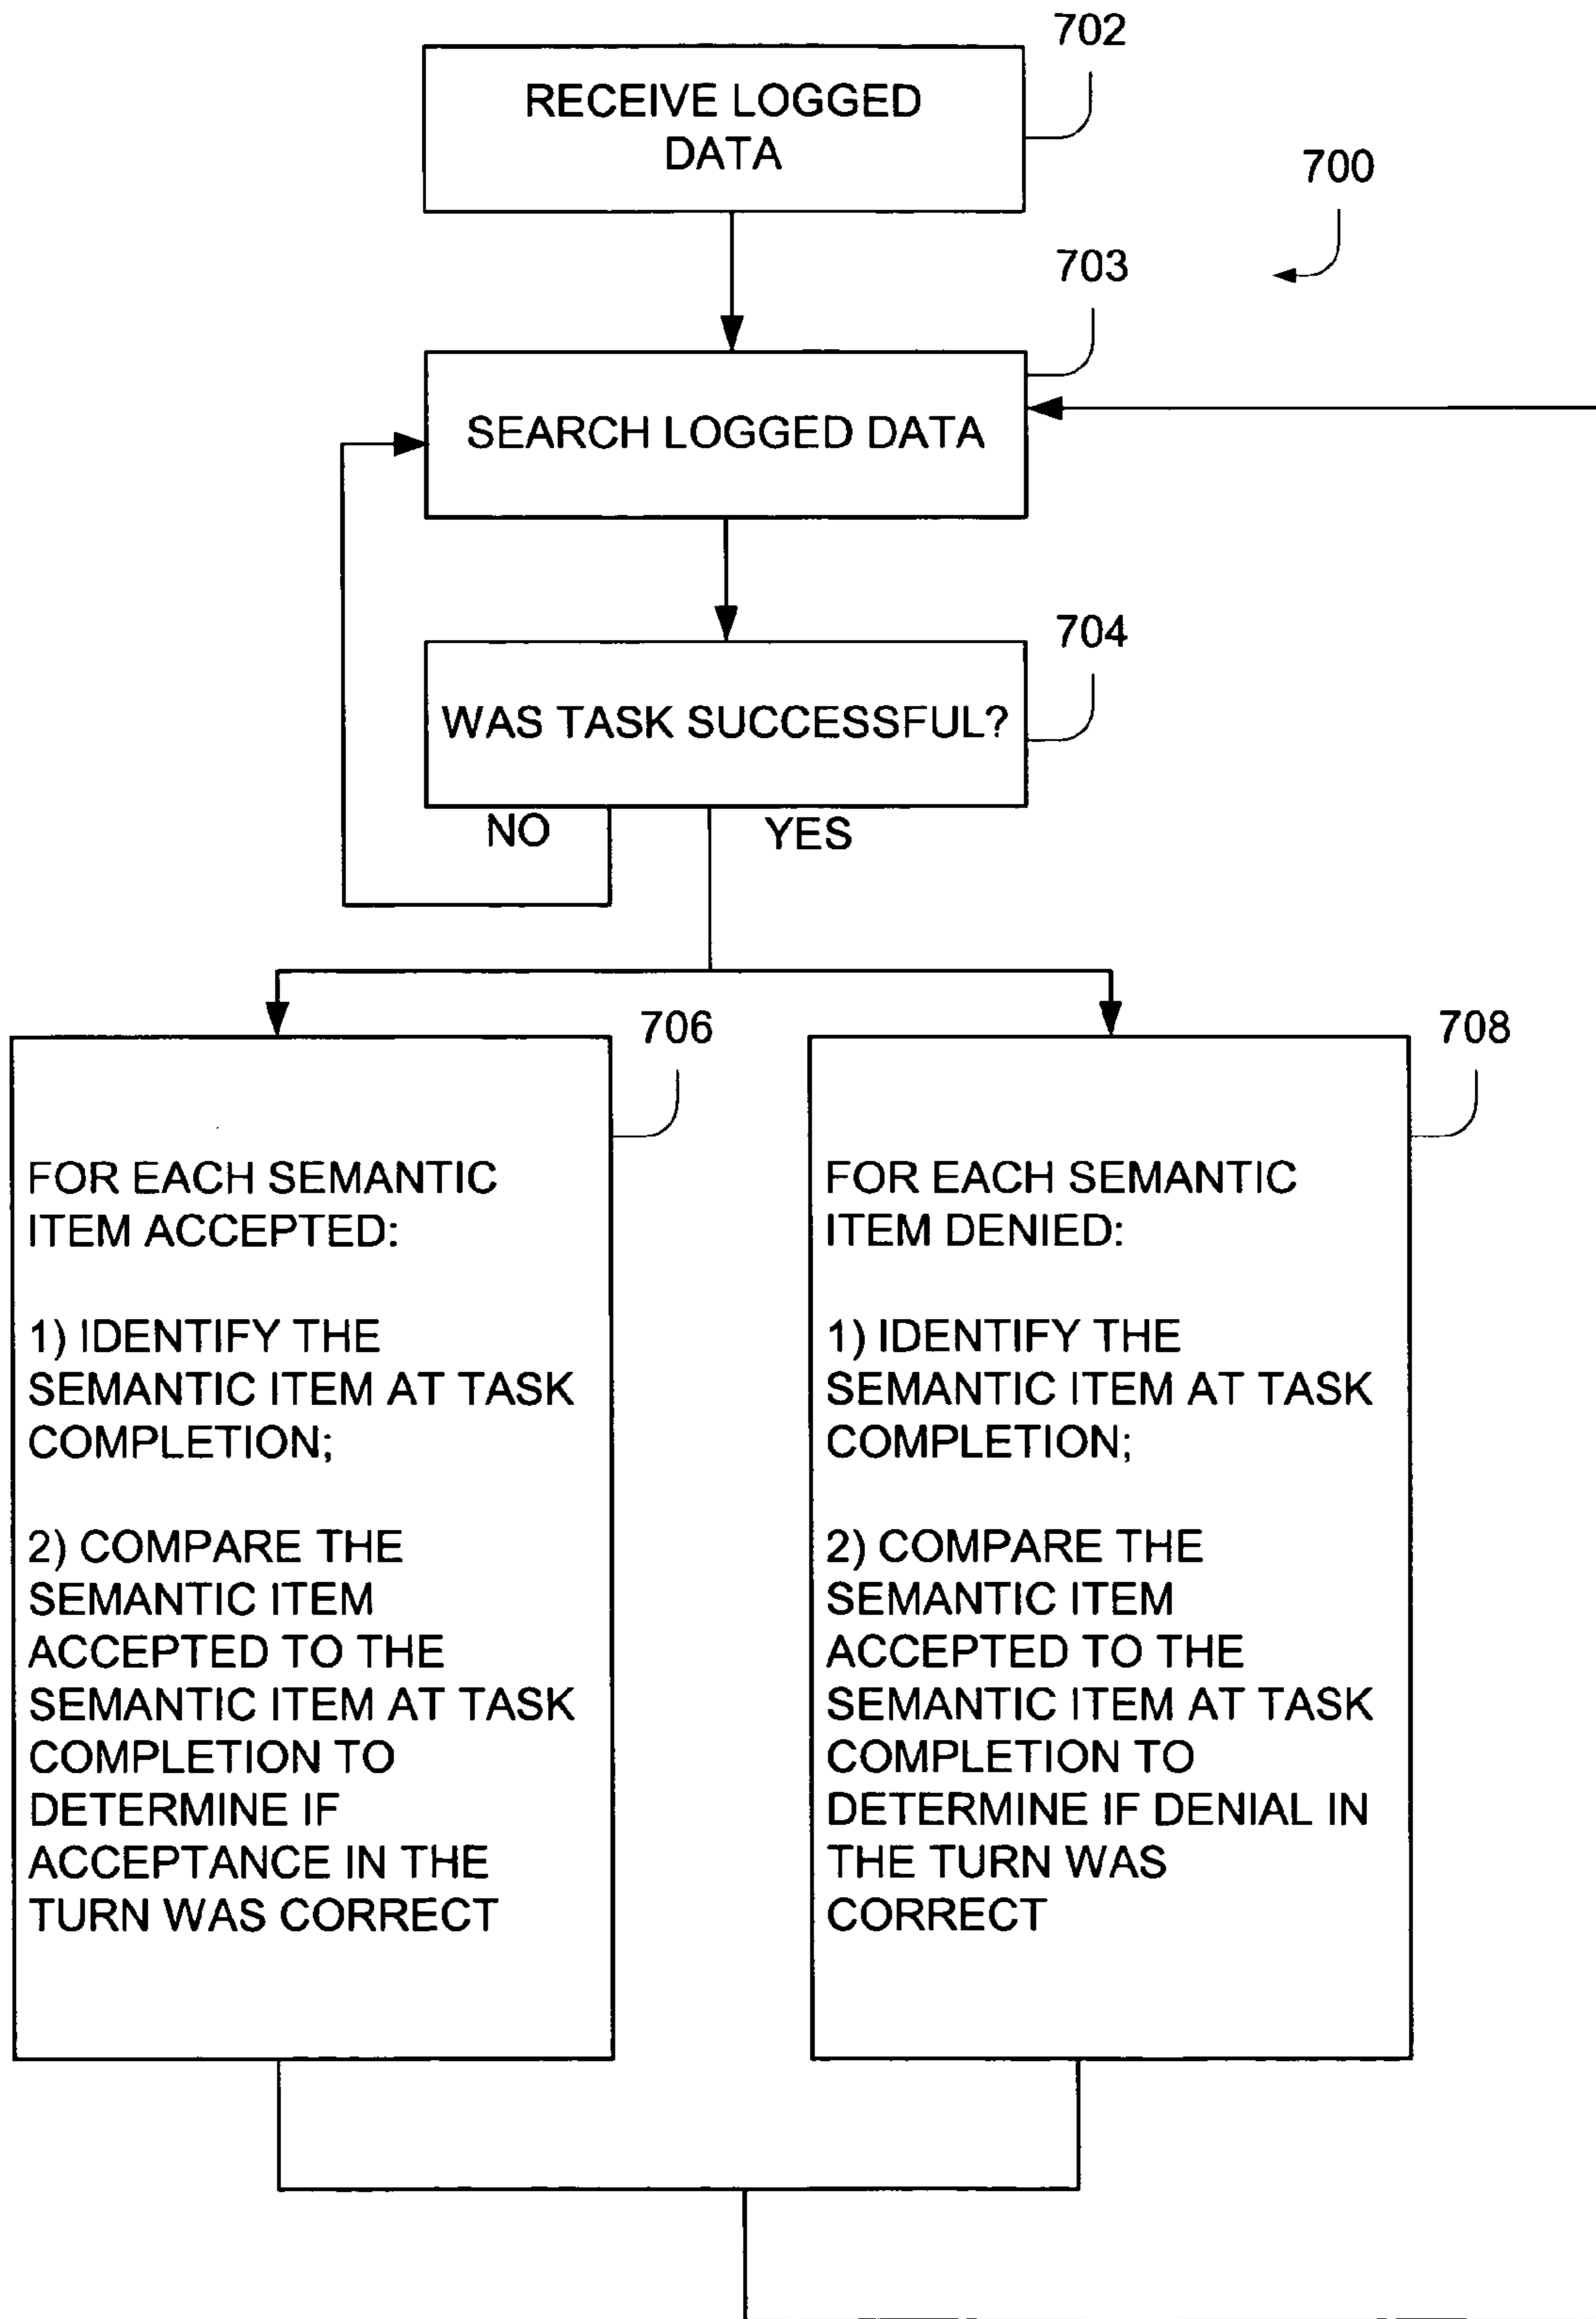 702
RECEIVE LOGGED
DATA
700
703
SEARCH LOGGED DATA
704
WAS TASK SUCCESSFUL?
NO
YES
706
FOR EACH SEMANTIC
ITEM ACCEPTED:
1) IDENTIFY THE
SEMANTIC ITEM AT TASK
COMPLETION;
2) COMPARE THE
SEMANTIC ITEM
ACCEPTED TO THE
SEMANTIC ITEM AT TASK
COMPLETION TO
DETERMINE IF
ACCEPTANCE IN THE
TURN WAS CORRECT
708
FOR EACH SEMANTIC
ITEM DENIED:
1) IDENTIFY THE
SEMANTIC ITEM AT TASK
COMPLETION;
2) COMPARE THE
SEMANTIC ITEM
ACCEPTED TO THE
SEMANTIC ITEM AT TASK
COMPLETION TO
DETERMINE IF DENIAL IN
THE TURN WAS
CORRECT